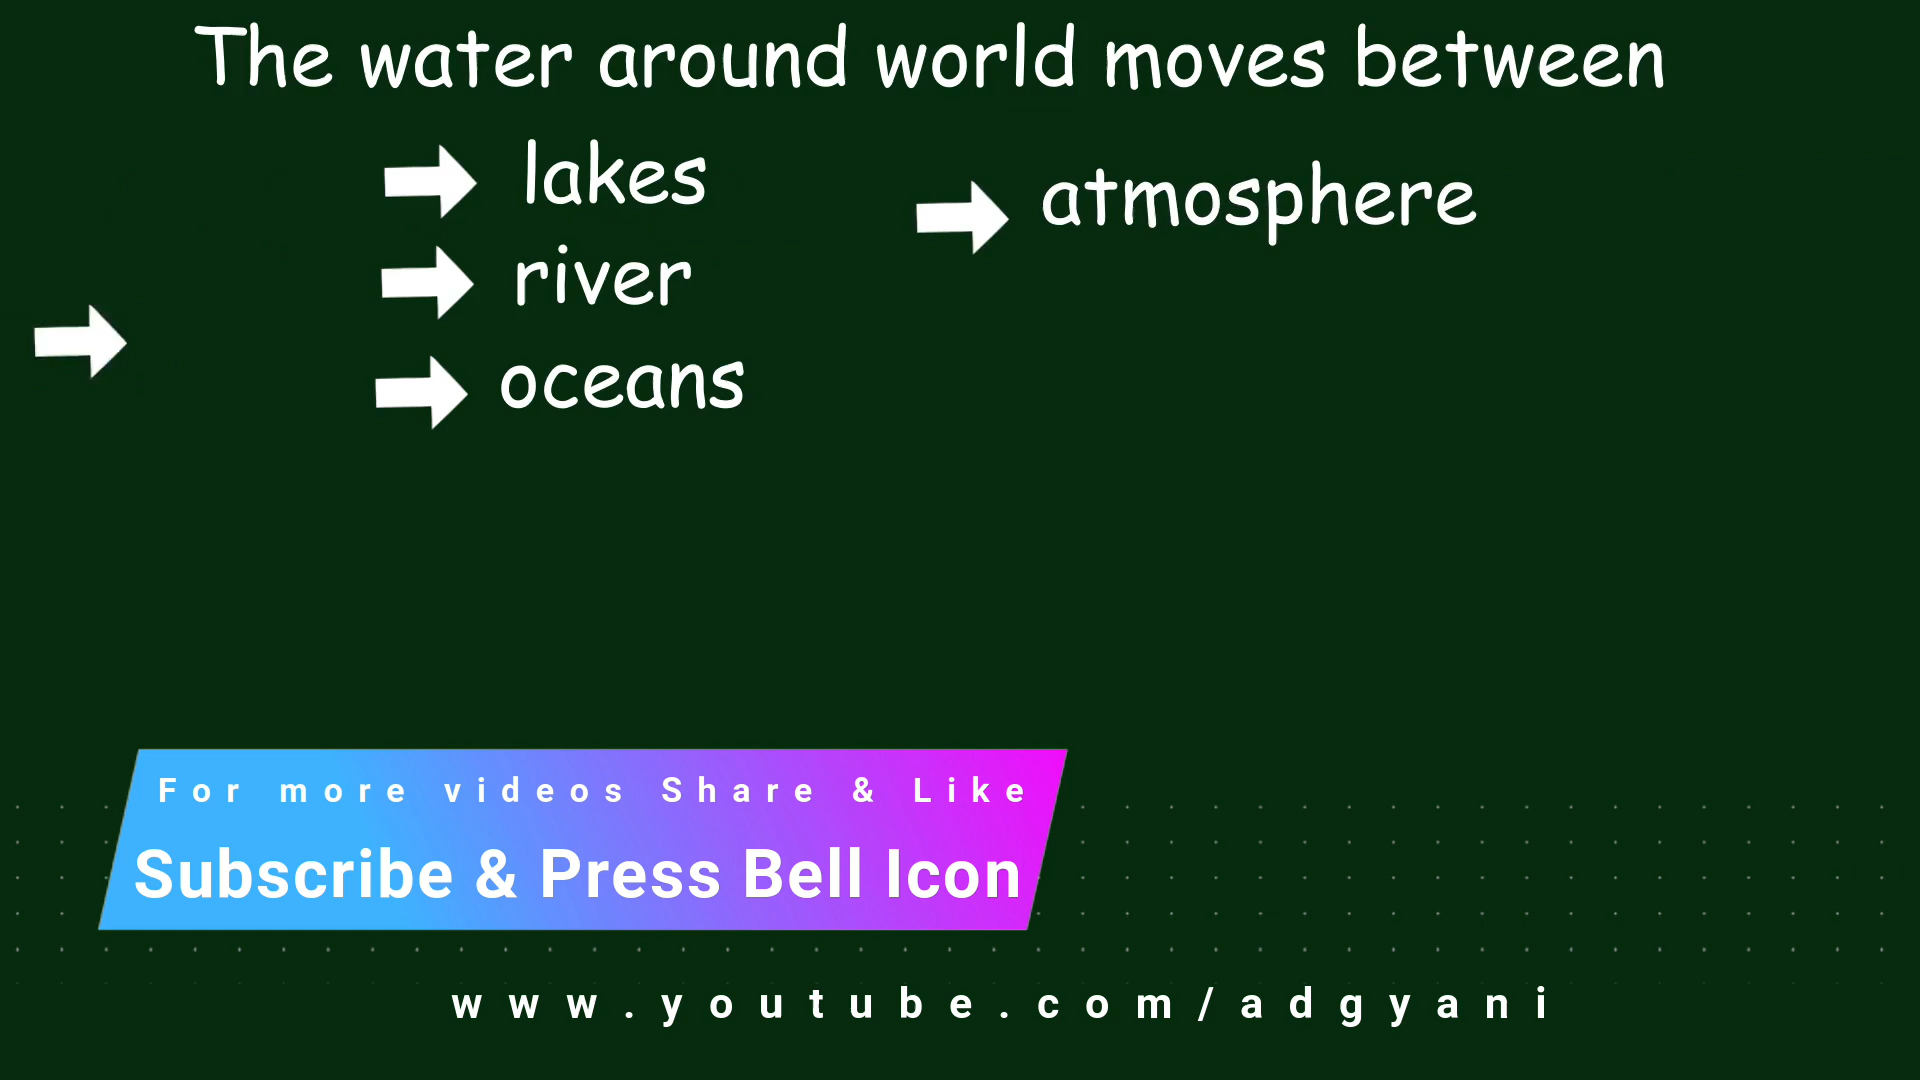 The water around world moves between
lakes
atmosphere
river
oceans
For more videos Share & Like
Subscribe & Press Bell Icon
www.youtube.com/adgyani